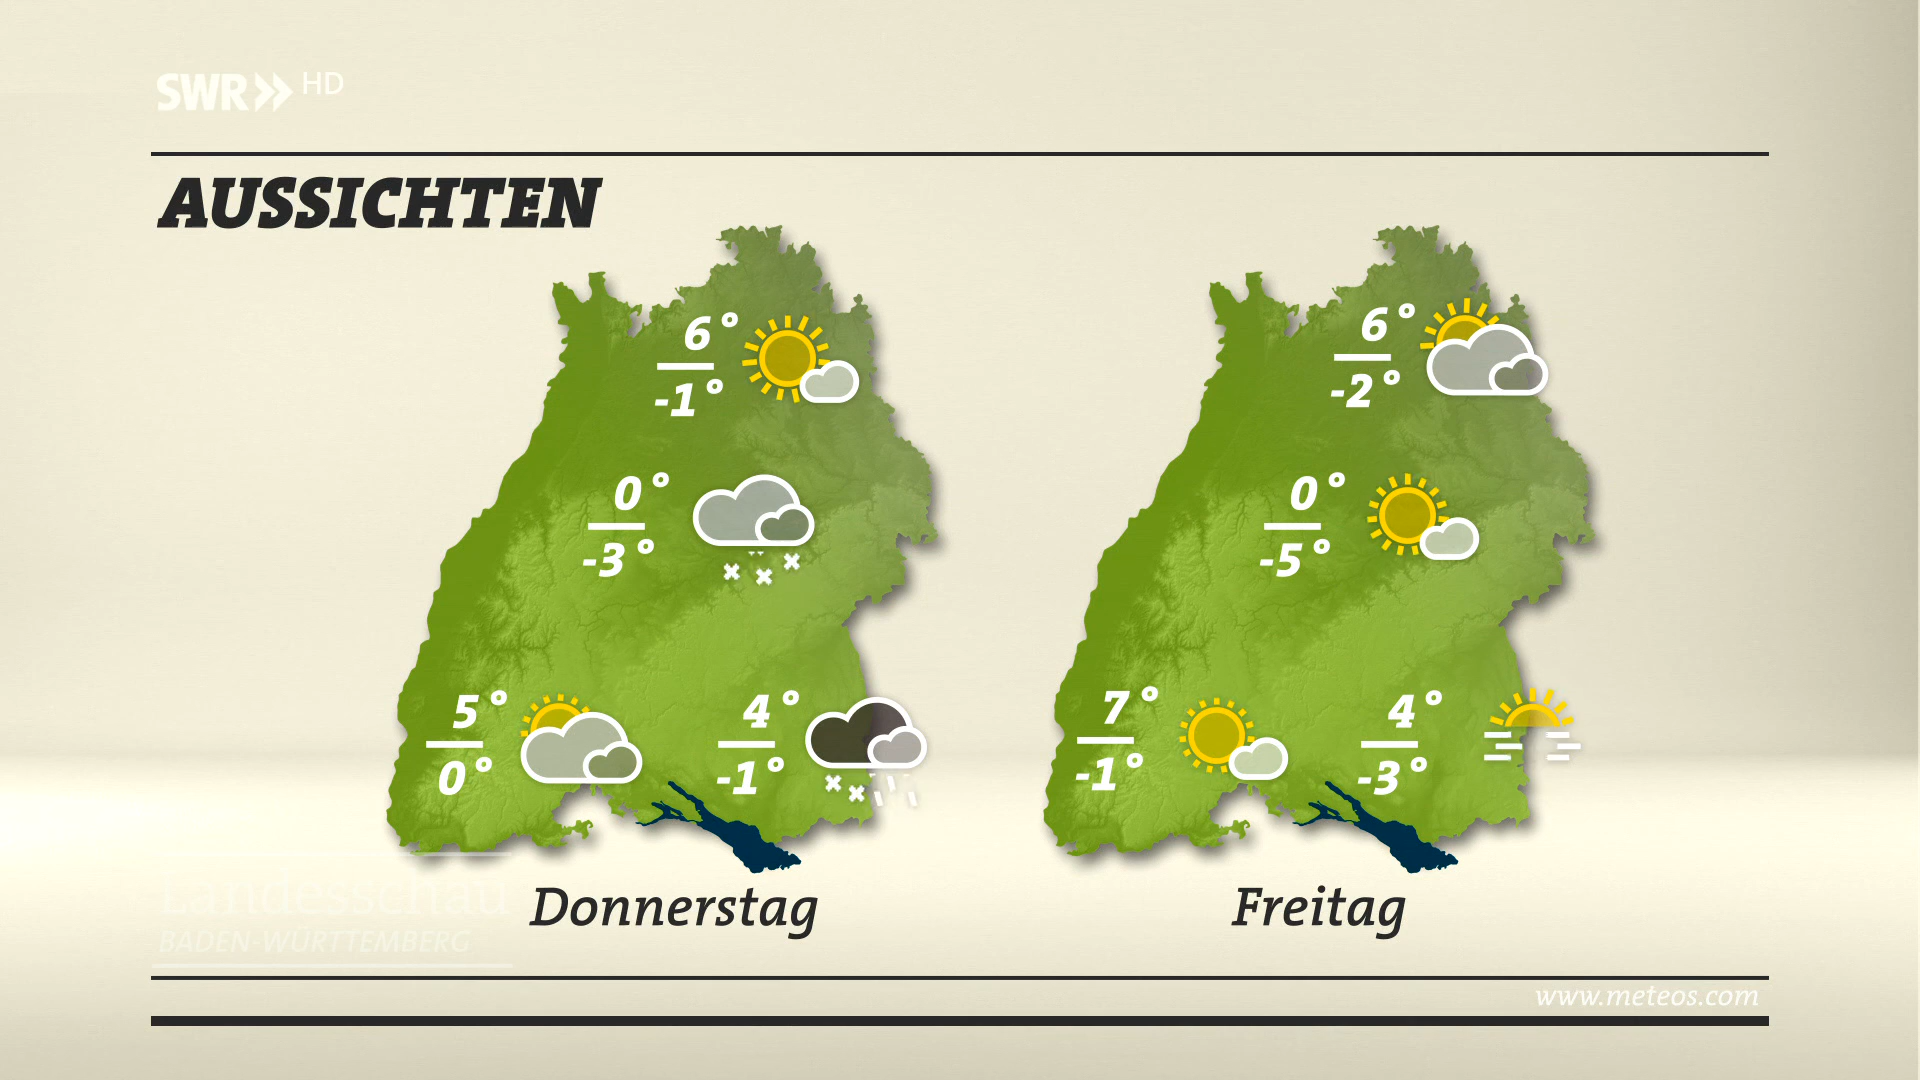 SWR HD
AUSSICHTEN
6°
-1°
0°
-3°
5°
0°
4°
-1°
Donnerstag
6°
-2°
0°
-5°
7°
-1°
4°
-3°
Freitag
Landesschau
BADEN-WÜRTTEMBERG
www.meteos.com